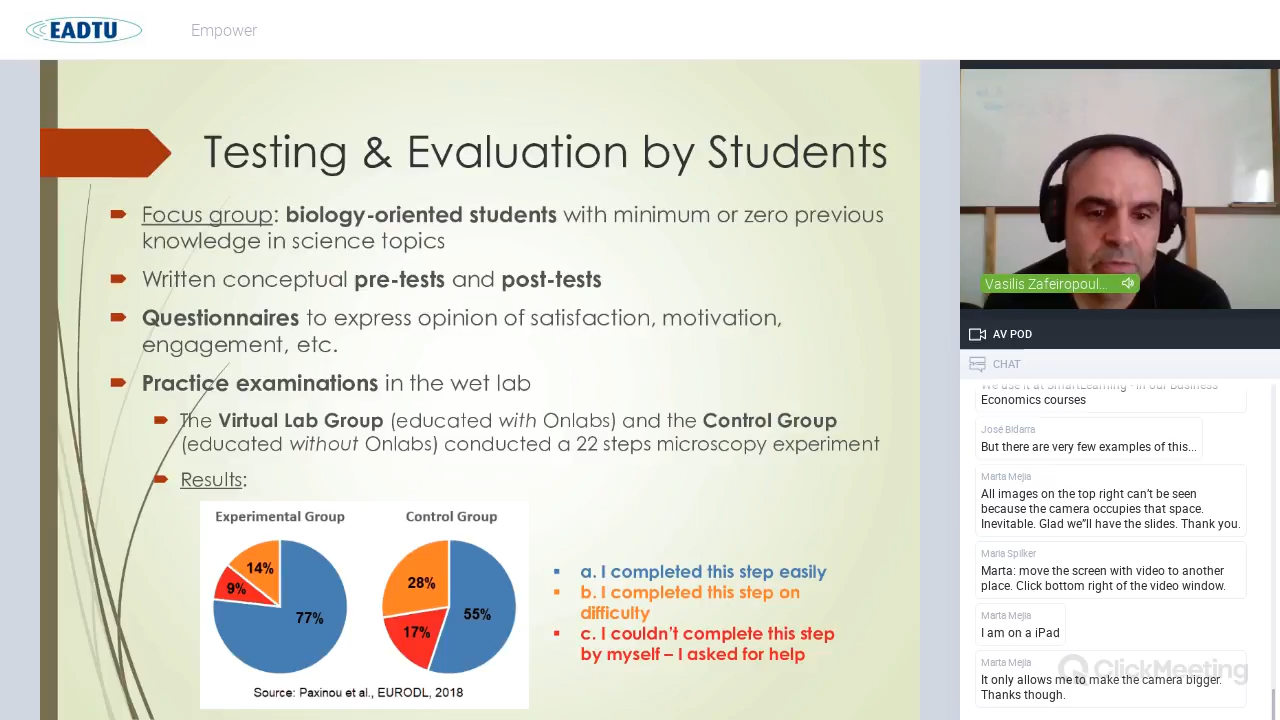 EADTU
Empower
Testing & Evaluation by Students
Focus group: biology-oriented students with minimum or zero previous
knowledge in science topics
Written conceptual pre-tests and post-tests
Questionnaires to express opinion of satisfaction, motivation,
engagement, etc.
Practice examinations in the wet lab
The Virtual Lab Group (educated with Onlabs) and the Control Group
(educated without Onlabs) conducted a 22 steps microscopy experiment
Results:
Experimental Group
14%
9%
77%
Control Group
28%
17%
55%
Source: Paxinou et al., EURODL, 2018
a. I completed this step easily
b. I completed this step on
difficulty
c. I couldn't complete this step
by myself – I asked for help
Vasilis Zafeiropoul...
AV POD
CHAT
We use it at SmartLearning -in our Business
Economics courses
José Bidarra
But there are very few examples of this...
Marta Mejia
All images on the top right can't be seen
because the camera occupies that space.
Inevitable. Glad we"ll have the slides. Thank you.
Maria Spilker
Marta: move the screen with video to another
place. Click bottom right of the video window.
Marta Mejia
I am on a iPad
Marta Mejia
It only allows me to make the camera bigger.
Thanks though.
ClickMeeting